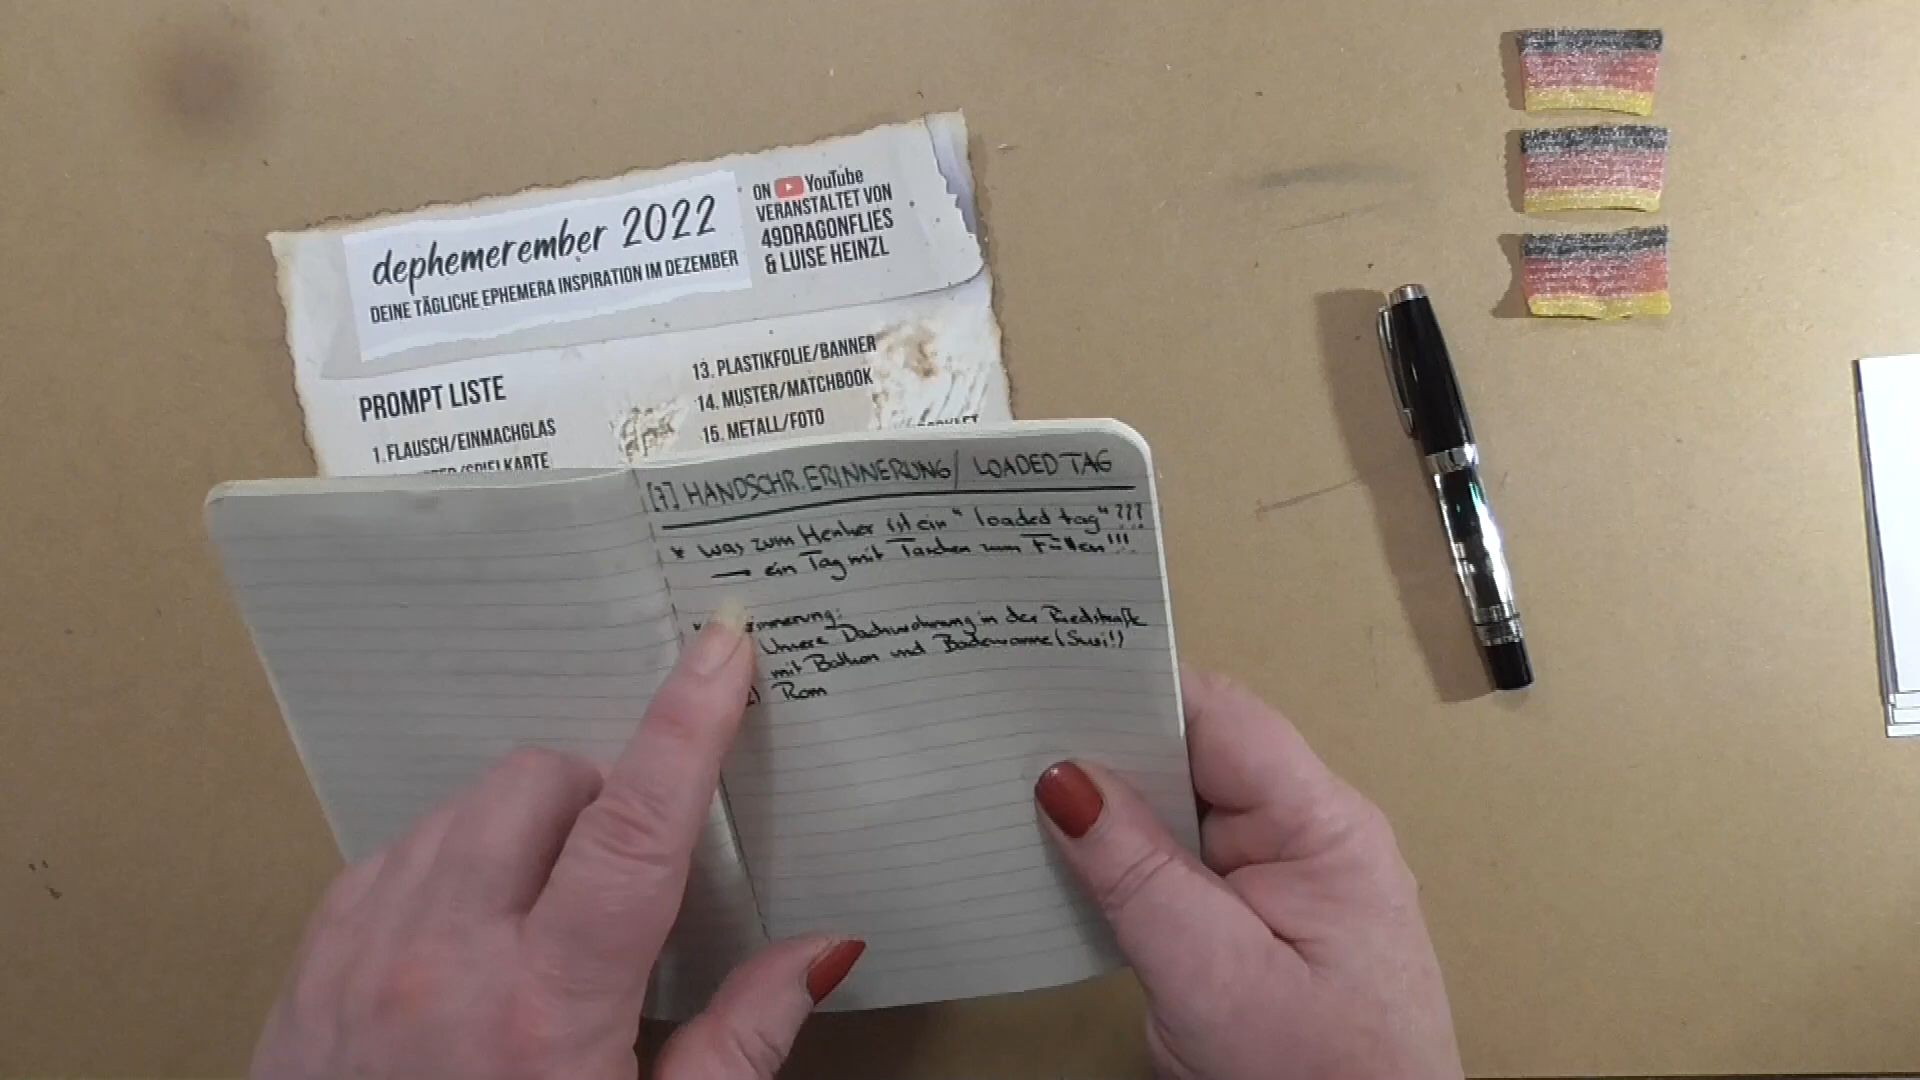 dephemerember 2022
DEINE TÄGLICHE EPHEMERA INSPIRATION IM DEZEMBER
ON YouTube
VERANSTALTET VON
49DRAGONFLIES
& LUISE HEINZL
PROMPT LISTE
1. FLAUSCH/EINMACHGLAS
13. PLASTIKFOLIE/BANNER
14. MUSTER/MATCHBOOK
15. METALL/FOTO
[7] HANDSCHR. ERINNERUNG/ LOADED TAG
* Was zum Henker ist ein "loaded tag"???
→ ein Tag mit Taschen zum Füllen!!!
Unsere Dachwohnung in der Riedstraße
mit Balkon und Badewanne (Susi!)
Rom